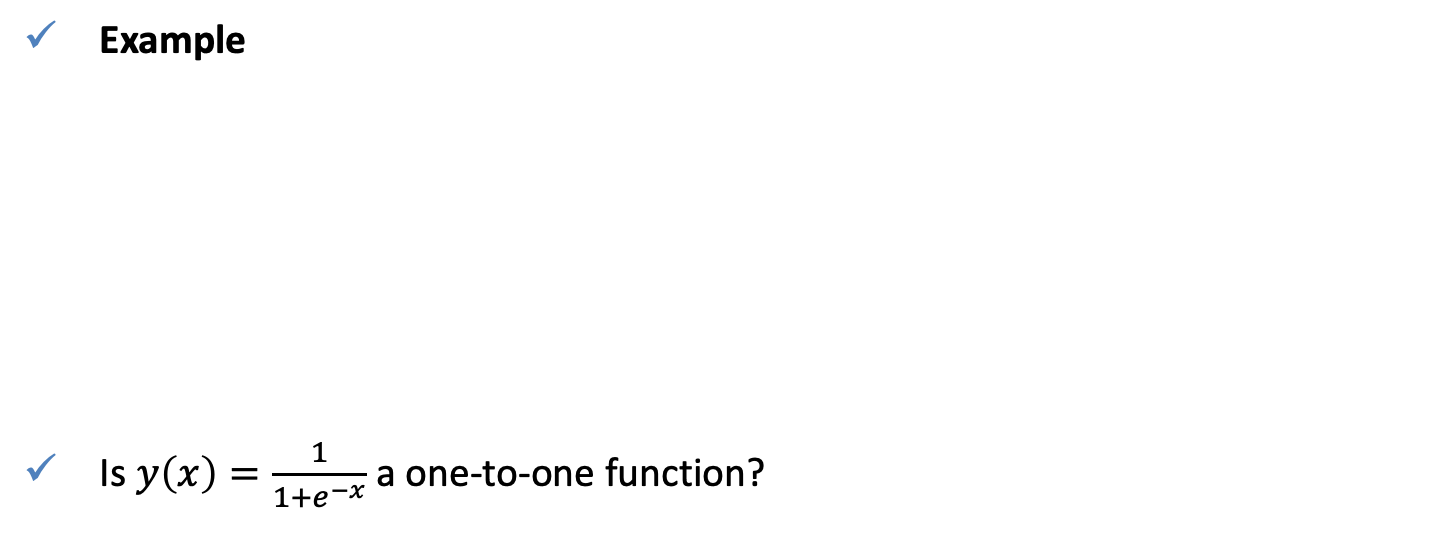 ✓ Example
✓ Is y(x) = 1/(1+e^−x) a one-to-one function?